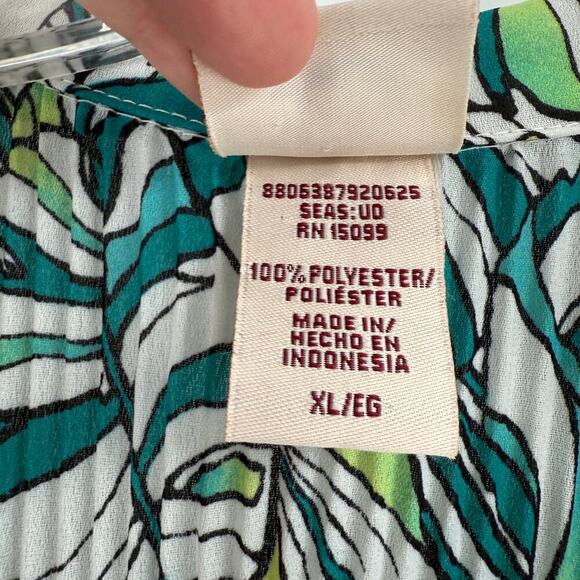 8806387920625
SEAS:UD
RN 15099
100% POLYESTER/
POLIÉSTER
MADE IN/
HECHO EN
INDONESIA
XL/EG